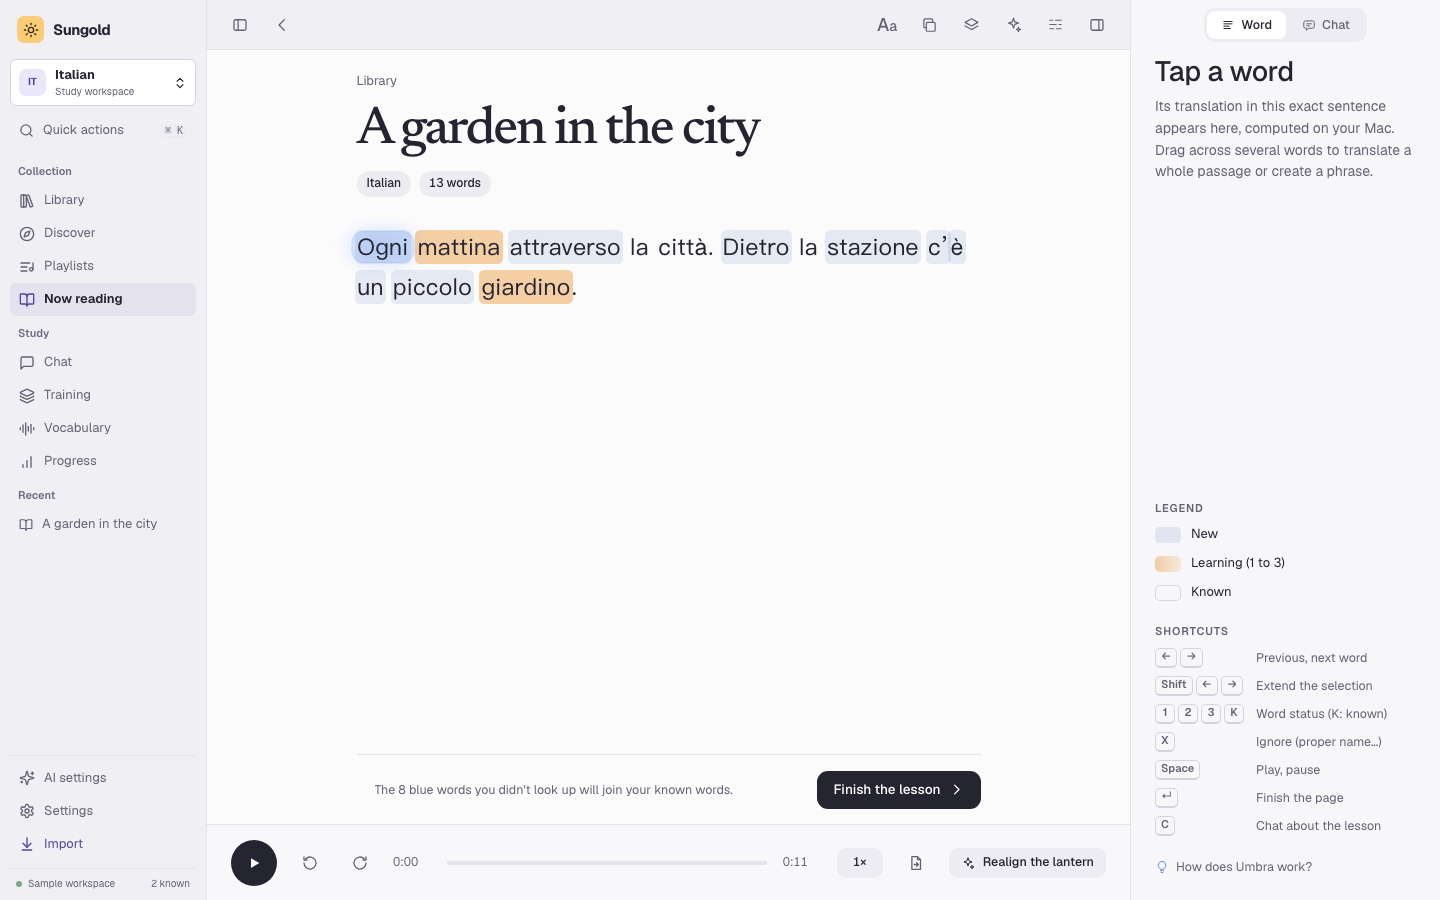 Sungold
IT
Italian
Study workspace
Quick actions
⌘ K
Collection
Library
Discover
Playlists
Now reading
Study
Chat
Training
Vocabulary
Progress
Recent
A garden in the city
AI settings
Settings
Import
Sample workspace
2 known
Aa
Library
A garden in the city
Italian
13 words
Ogni mattina attraverso la città. Dietro la stazione c’è
un piccolo giardino.
The 8 blue words you didn't look up will join your known words.
Finish the lesson
0:00
0:11
1×
Realign the lantern
Word
Chat
Tap a word
Its translation in this exact sentence
appears here, computed on your Mac.
Drag across several words to translate a
whole passage or create a phrase.
LEGEND
New
Learning (1 to 3)
Known
SHORTCUTS
← → Previous, next word
Shift ← → Extend the selection
1 2 3 K Word status (K: known)
X Ignore (proper name…)
Space Play, pause
↵ Finish the page
C Chat about the lesson
How does Umbra work?